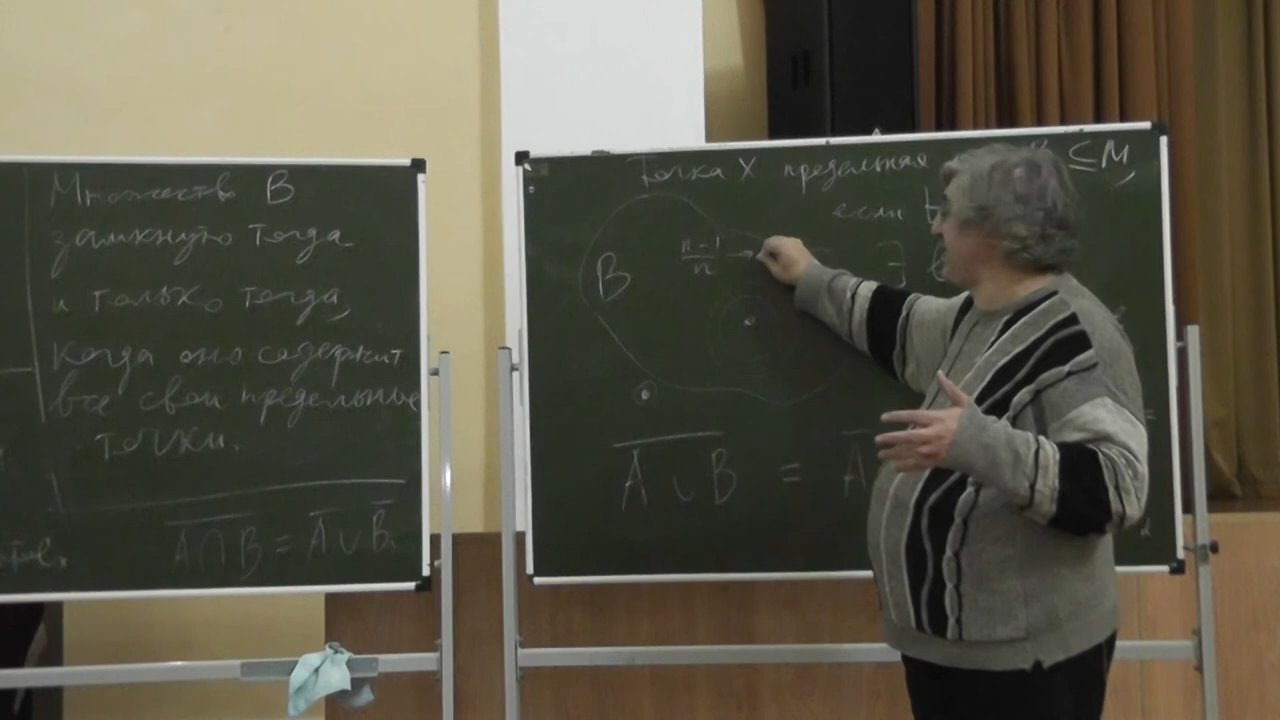 Множество B
замкнуто тогда
и только тогда,
когда оно содержит
все свои предельные
точки.
A̅∩̅B̅ = A̅ ∪ B̅.
Точка X предельная B ⊆ M,
если ∀
∃
B
n-1/n →
A̅ ̅∪̅ ̅B̅ = A̅